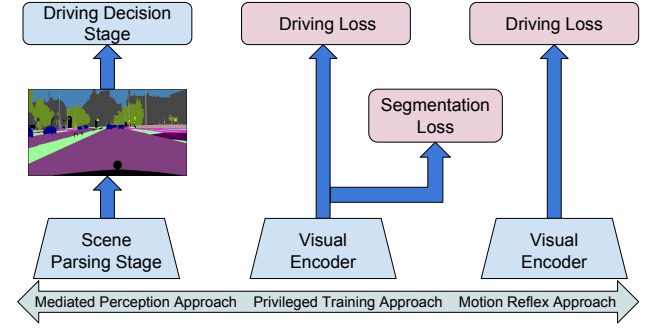 Driving Decision
Stage
Driving Loss
Driving Loss
Segmentation
Loss
Scene
Parsing Stage
Visual
Encoder
Visual
Encoder
Mediated Perception Approach
Privileged Training Approach
Motion Reflex Approach